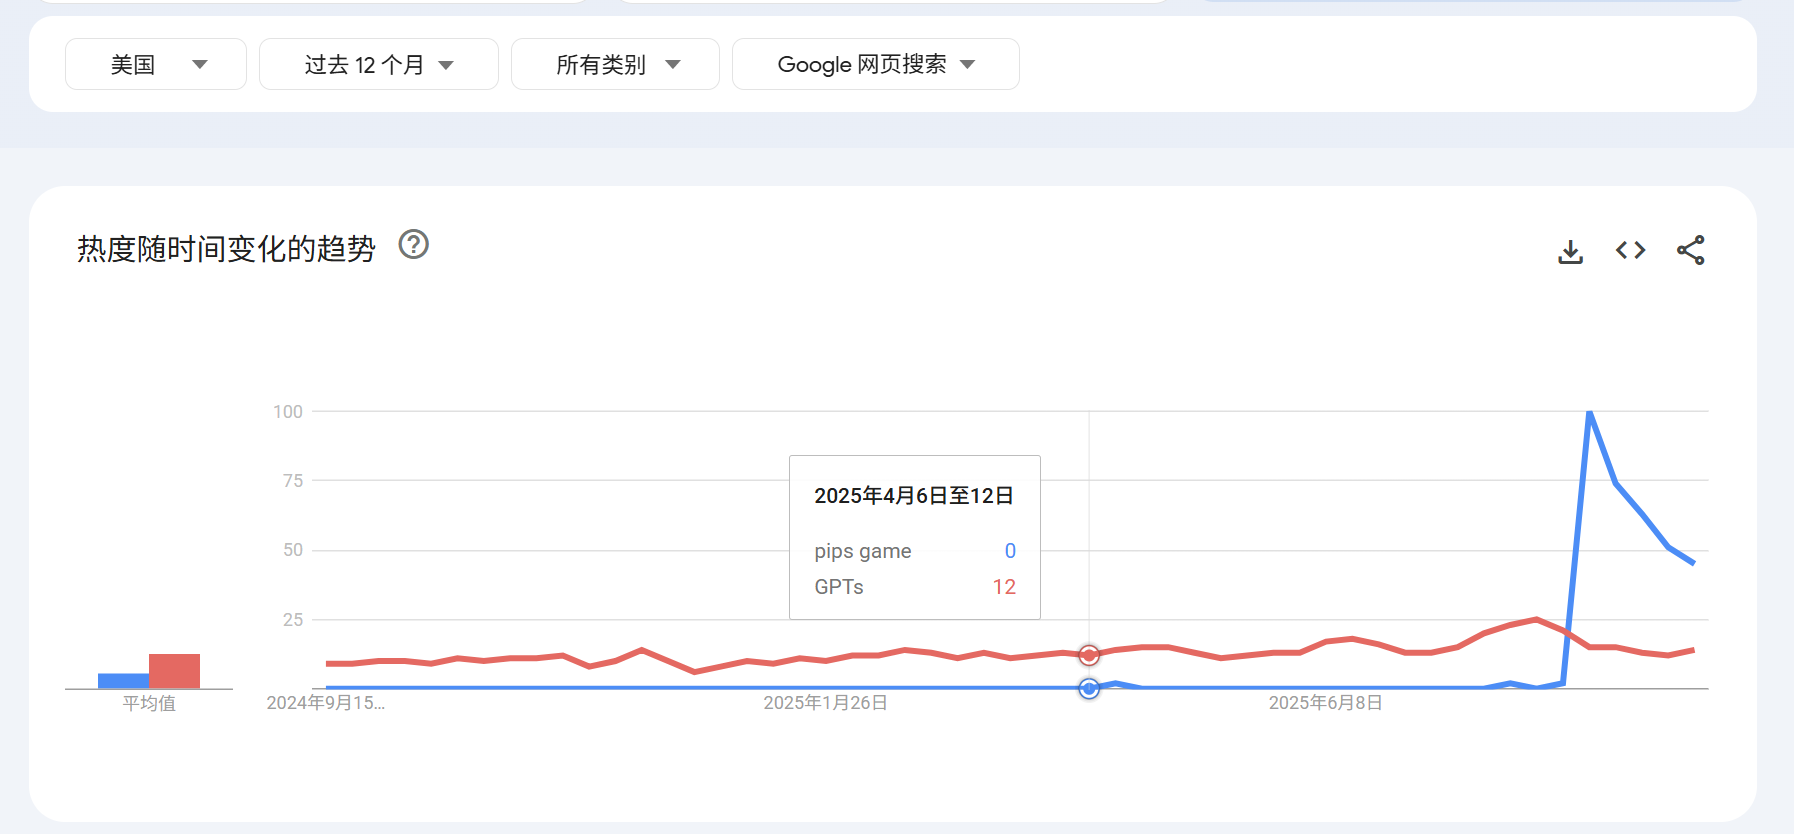 美国
过去 12 个月
所有类别
Google 网页搜索
热度随时间变化的趋势
100
75
50
25
2025年4月6日至12日
pips game 0
GPTs 12
平均值
2024年9月15...
2025年1月26日
2025年6月8日